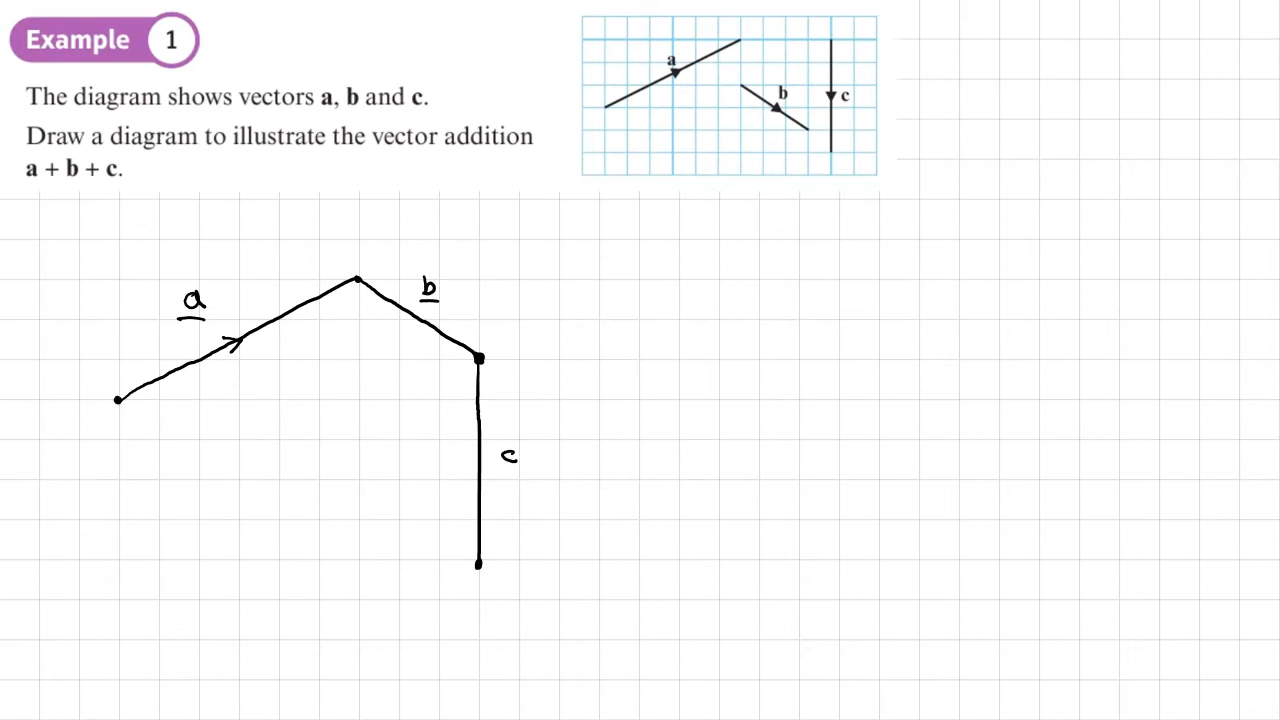 Example 1
The diagram shows vectors a, b and c.
Draw a diagram to illustrate the vector addition
a + b + c.
a
b
c
a
b
c